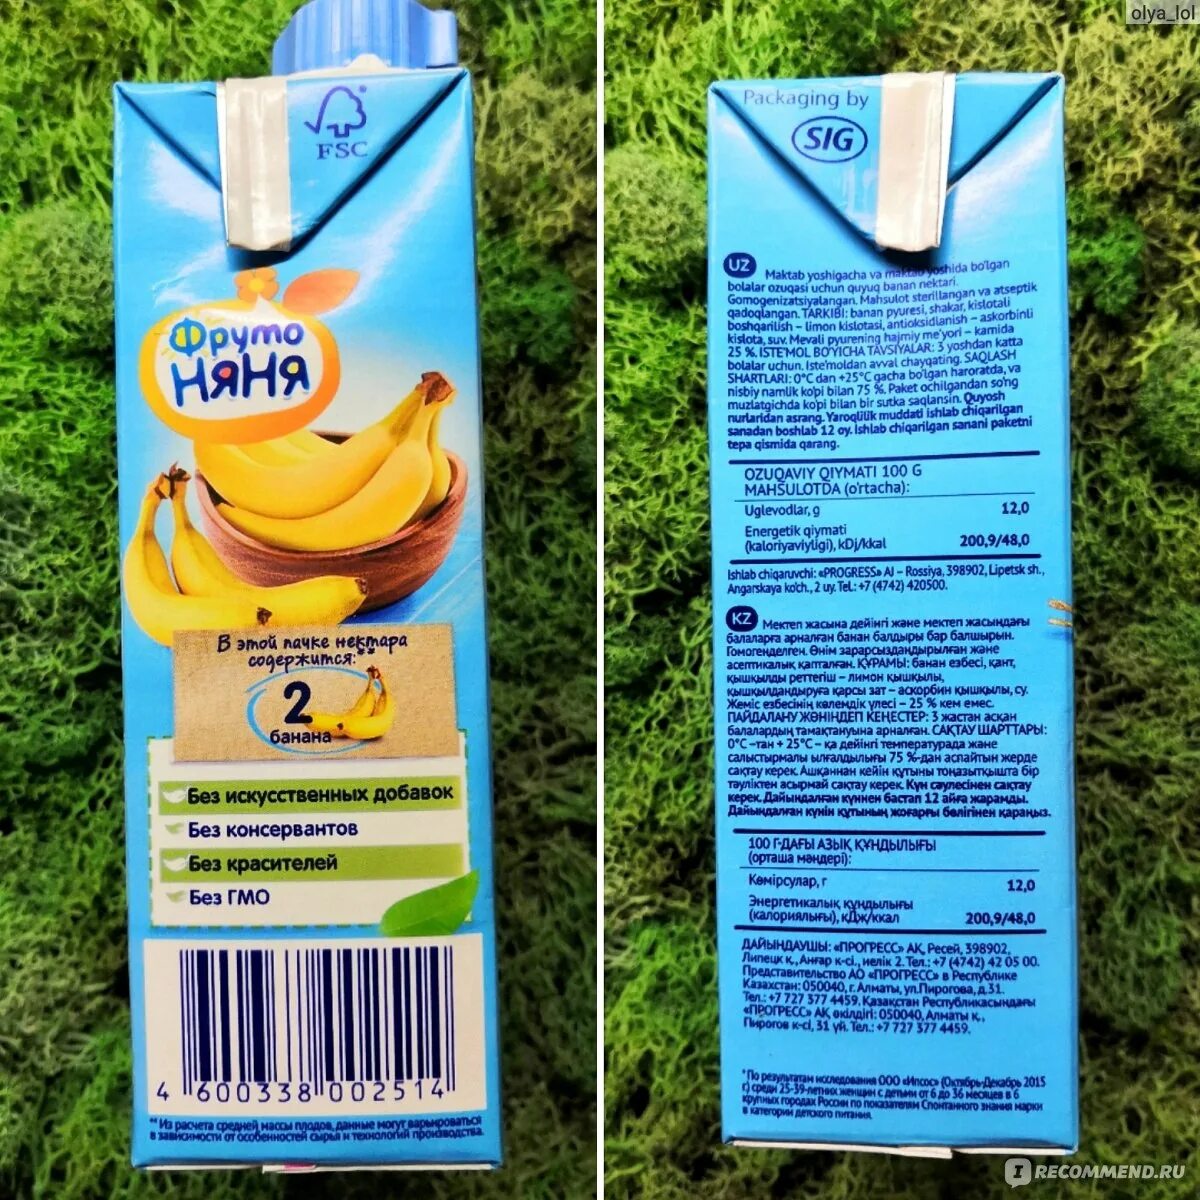 FSC
Фруто
НЯНЯ
В этой пачке нектара
содержится:**
2
банана
Без искусственных добавок
Без консервантов
Без красителей
Без ГМО
4 600338 002514
**Из расчета средней массы плодов, данные могут варьироваться
в зависимости от особенностей сырья и технологий производства.
olya_lol
Packaging by
SIG
UZ Maktab yoshigacha va maktab yoshida bo'lgan
bolalar ozuqasi uchun quyuq banan nektari.
Gomogenizatsiyalangan. Mahsulot sterillangan va atseptik
qadoqlangan. TARKIBI: banan pyuresi, shakar, kislotali
boshqarilish – limon kislotasi, antioksidlanish – askorbinli
kislota, suv. Mevali pyurening hajmiy me'yori – kamida
25 %. ISTE'MOL BO'YICHA TAVSIYALAR: 3 yoshdan katta
bolalar uchun. Iste'moldan avval chayqating. SAQLASH
SHARTLARI: 0°C dan +25°C gacha bo'lgan haroratda, va
nisbiy namlik ko'pi bilan 75 %. Paket ochilgandan so'ng
muzlatgichda ko'pi bilan bir sutka saqlansin. Quyosh
nurlaridan asrang. Yaroqlilik muddati ishlab chiqarilgan
sanadan boshlab 12 oy. Ishlab chiqarilgan sanani paketni
tepa qismida qarang.
OZUQAVIY QIYMATI 100 G
MAHSULOTDA (o'rtacha):
Uglevodlar, g 12,0
Energetik qiymati
(kaloriyaviyligi), kDj/kkal 200,9/48,0
Ishlab chiqaruvchi: «PROGRESS» AJ – Rossiya, 398902, Lipetsk sh.,
Angarskaya ko'ch., 2 uy. Tel.: +7 (4742) 420500.
KZ Мектеп жасына дейінгі және мектеп жасындағы
балаларға арналған банан балдыры бар балшырын.
Гомогенделген. Өнім зарарсыздандырылған және
асептикалық қапталған. ҚҰРАМЫ: банан езбесі, қант,
қышқылды реттегіш – лимон қышқылы,
қышқылдандыруға қарсы зат – аскорбин қышқылы, су.
Жеміс езбесінің көлемдік үлесі – 25 % кем емес.
ПАЙДАЛАНУ ЖӨНІНДЕГІ КЕҢЕСТЕР: 3 жастан асқан
балалардың тамақтануына арналған. САҚТАУ ШАРТТАРЫ:
0°C –тан + 25°C – қа дейінгі температурада және
салыстырмалы ылғалдылығы 75 %-дан аспайтын жерде
сақтау керек. Ашқаннан кейін құтыны тоңазытқышта бір
тәуліктен асырмай сақтау керек. Күн сәулесінен сақтау
керек. Дайындалған күннен бастап 12 айға жарамды.
Дайындалған күнін құтының жоғарғы бөлігінен қараңыз.
100 Г-ДАҒЫ АЗЫҚ ҚҰНДЫЛЫҒЫ
(орташа мәндері):
Көмірсулар, г 12,0
Энергетикалық құндылығы
(калориялығы), кДж/ккал 200,9/48,0
ДАЙЫНДАУШЫ: «ПРОГРЕСС» АҚ, Ресей, 398902,
Липецк қ., Ангар к-сі., иелік 2. Тел.: +7 (4742) 42 05 00.
Представительство АО «ПРОГРЕСС» в Республике
Казахстан: 050040, г. Алматы, ул.Пирогова, д.31.
Тел.: +7 727 377 4459. Қазақстан Республикасындағы
«ПРОГРЕСС» АҚ өкілдігі: 050040, Алматы қ.,
Пирогов к-сі, 31 үй. Тел.: +7 727 377 4459.
*По результатам исследования ООО «Ипсос» (Октябрь-Декабрь 2015
г.) среди 25-39-летних женщин с детьми от 6 до 36 месяцев в 6
крупных городах России по показателям Спонтанного знания марки
в категории детского питания.
IRECOMMEND.RU